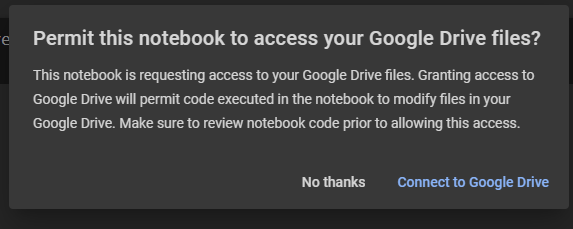 re
Permit this notebook to access your Google Drive files?
This notebook is requesting access to your Google Drive files. Granting access to
Google Drive will permit code executed in the notebook to modify files in your
Google Drive. Make sure to review notebook code prior to allowing this access.
No thanks
Connect to Google Drive